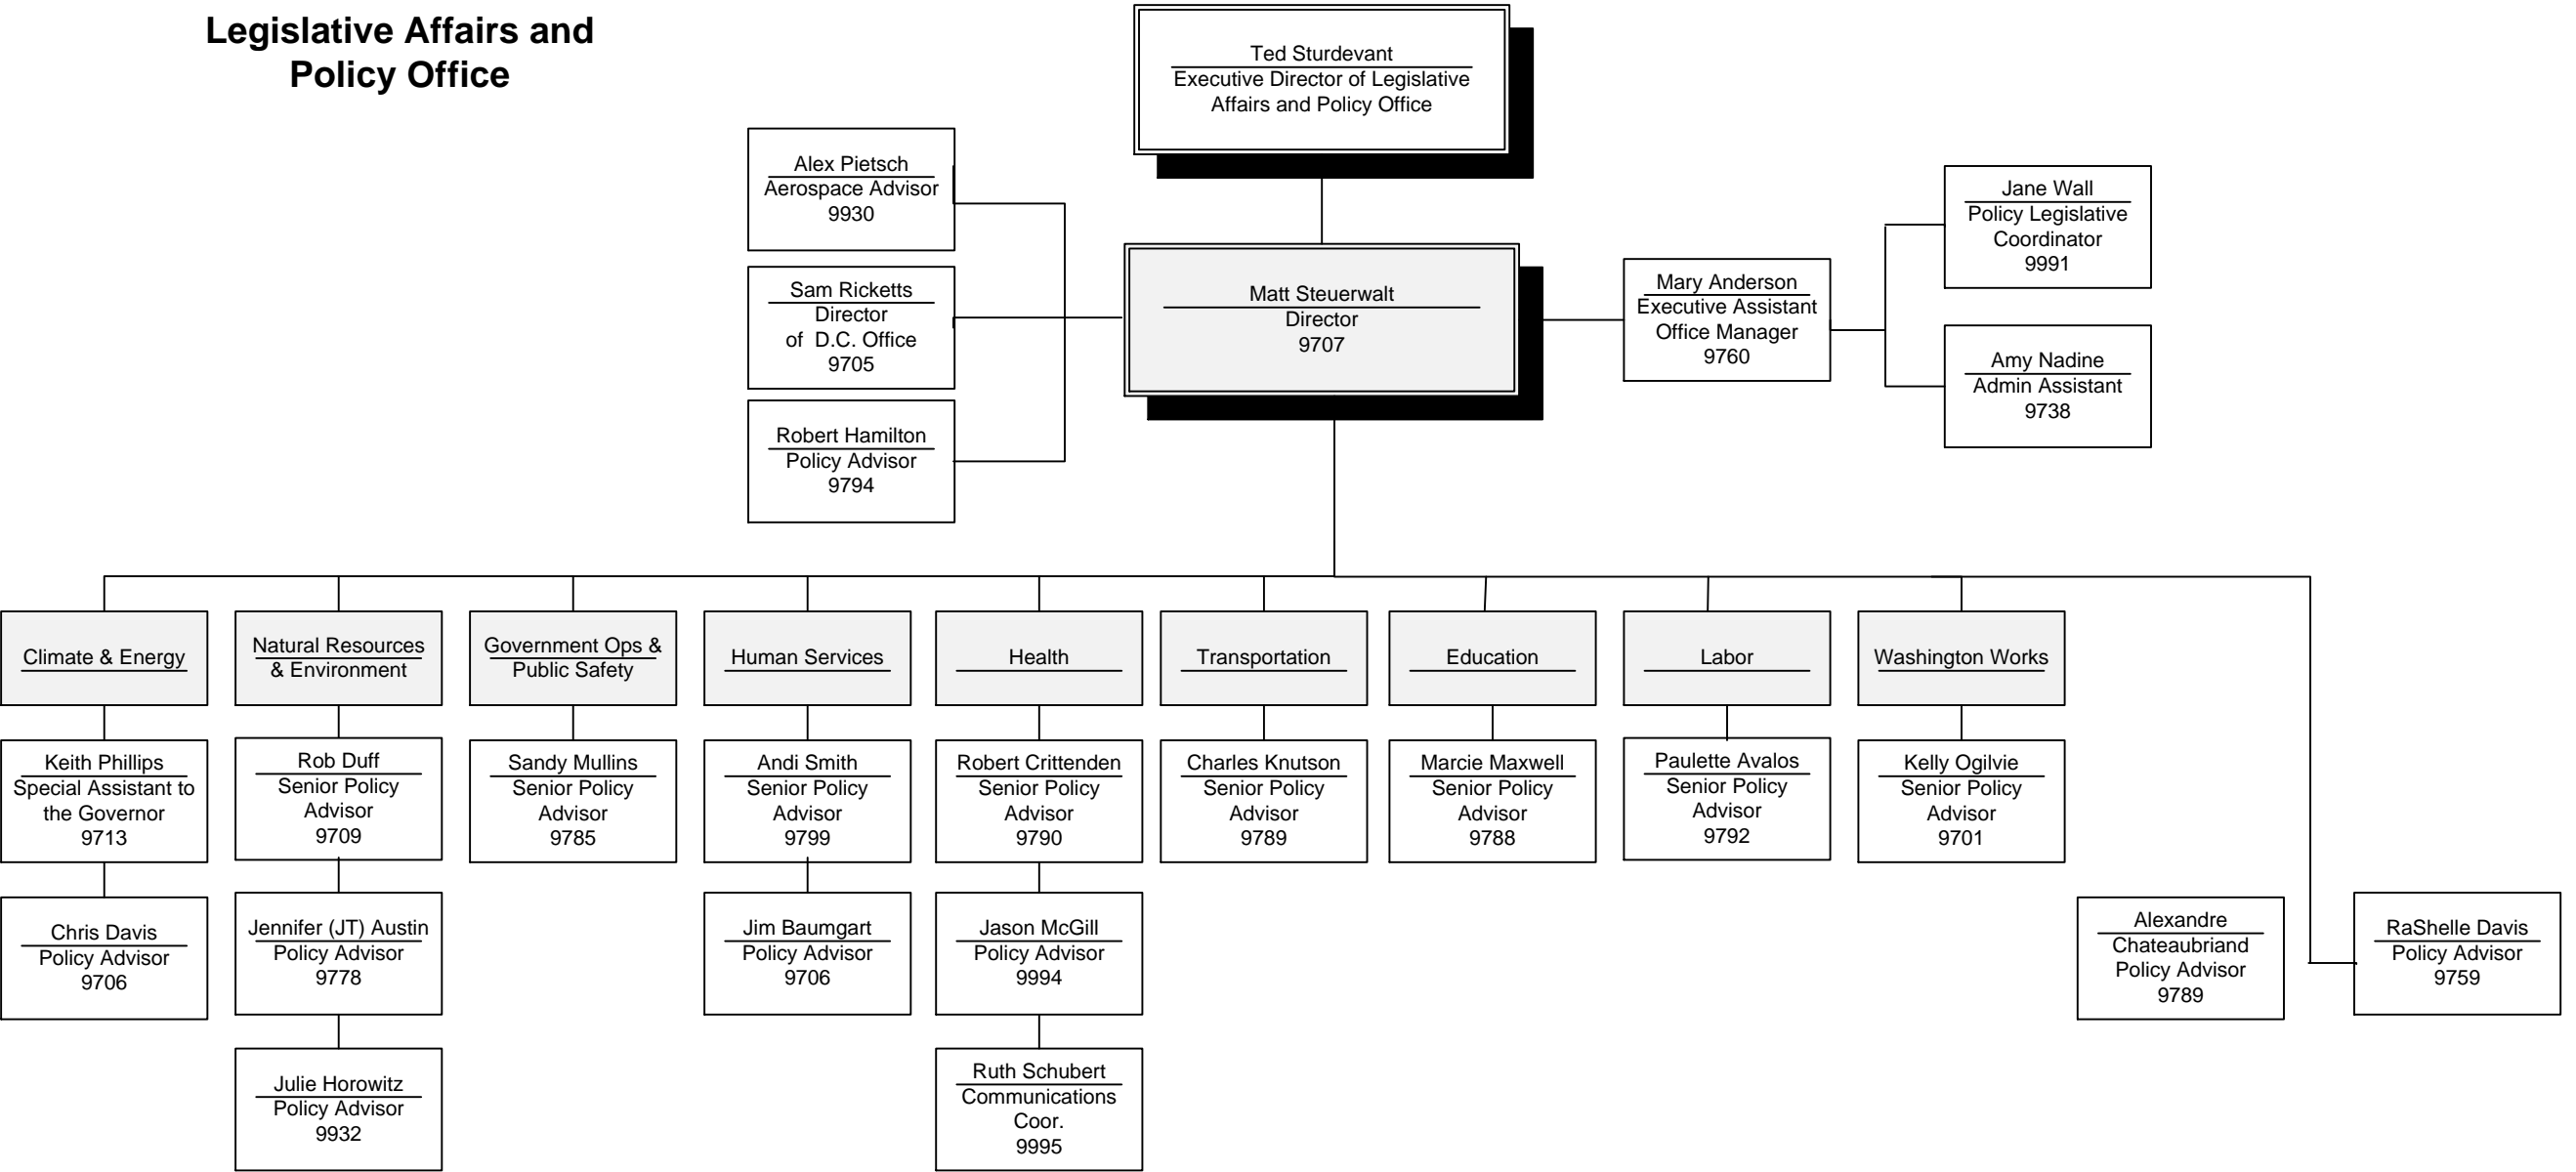 Legislative Affairs and
Policy Office
Ted Sturdevant
Executive Director of Legislative
Affairs and Policy Office
Alex Pietsch
Aerospace Advisor
9930
Sam Ricketts
Director
of  D.C. Office
9705
Robert Hamilton
Policy Advisor
9794
Matt Steuerwalt
Director
9707
Mary Anderson
Executive Assistant
Office Manager
9760
Jane Wall
Policy Legislative
Coordinator
9991
Amy Nadine
Admin Assistant
9738
Climate & Energy
Keith Phillips
Special Assistant to
the Governor
9713
Chris Davis
Policy Advisor
9706
Natural Resources
& Environment
Rob Duff
Senior Policy
Advisor
9709
Jennifer (JT) Austin
Policy Advisor
9778
Julie Horowitz
Policy Advisor
9932
Government Ops &
Public Safety
Sandy Mullins
Senior Policy
Advisor
9785
Human Services
Andi Smith
Senior Policy
Advisor
9799
Jim Baumgart
Policy Advisor
9706
Health
Robert Crittenden
Senior Policy
Advisor
9790
Jason McGill
Policy Advisor
9994
Ruth Schubert
Communications
Coor.
9995
Transportation
Charles Knutson
Senior Policy
Advisor
9789
Education
Marcie Maxwell
Senior Policy
Advisor
9788
Labor
Paulette Avalos
Senior Policy
Advisor
9792
Washington Works
Kelly Ogilvie
Senior Policy
Advisor
9701
Alexandre
Chateaubriand
Policy Advisor
9789
RaShelle Davis
Policy Advisor
9759